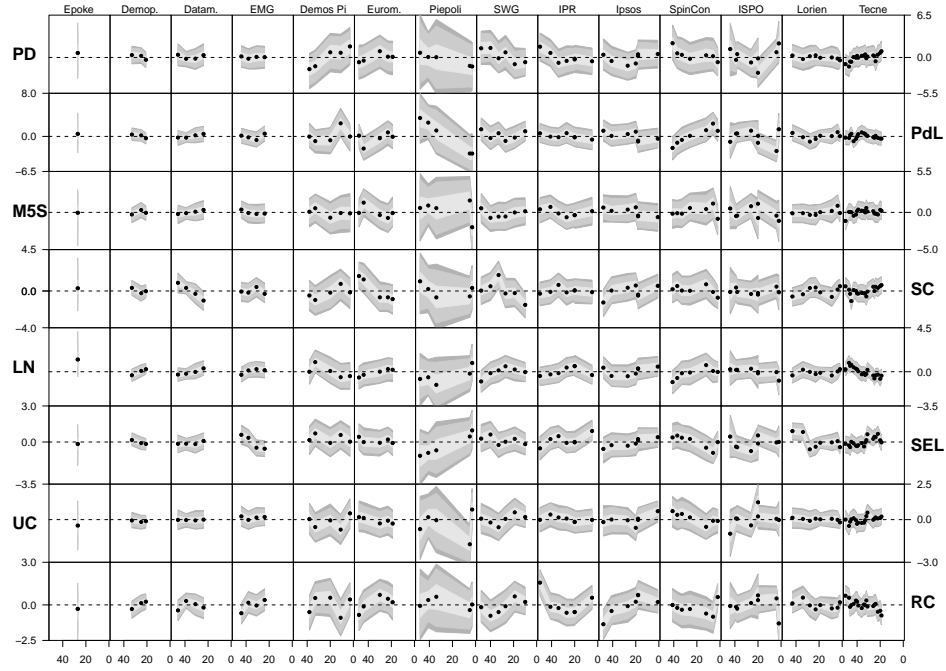 Epoke Demop. Datam. EMG Demos Pi Eurom. Piepoli SWG IPR Ipsos SpinCon ISPO Lorien Tecne
6.5
PD 0.0
8.0 −5.5
0.0 PdL
−6.5 5.5
M5S 0.0
4.5 −5.0
0.0 SC
−4.0 3.5
LN 0.0
3.0 −3.5
0.0 SEL
−3.5 2.5
UC 0.0
3.0 −3.0
0.0 RC
−2.5
40 20 0 40 20 0 40 20 0 40 20 0 40 20 0 40 20 0 40 20 0 40 20 0 40 20 0 40 20 0 40 20 0 40 20 0 40 20 0 40 20 0